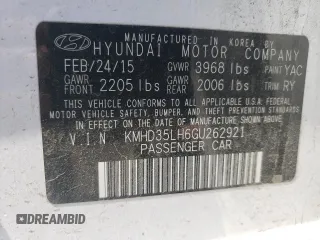 MANUFACTURED IN KOREA BY
HYUNDAI MOTOR COMPANY
FEB/24/15 GVWR 3968 lbs PAINT YAC
GAWR FRONT 2205 lbs GAWR REAR 2006 lbs TRIM RY
THIS VEHICLE CONFORMS TO ALL APPLICABLE U.S.A. FEDERAL
MOTOR VEHICLE SAFETY, BUMPER, AND THEFT PREVENTION STANDARDS
IN EFFECT ON THE DATE OF MANUFACTURE SHOWN ABOVE.
V.I.N KMHD35LH6GU262921
PASSENGER CAR